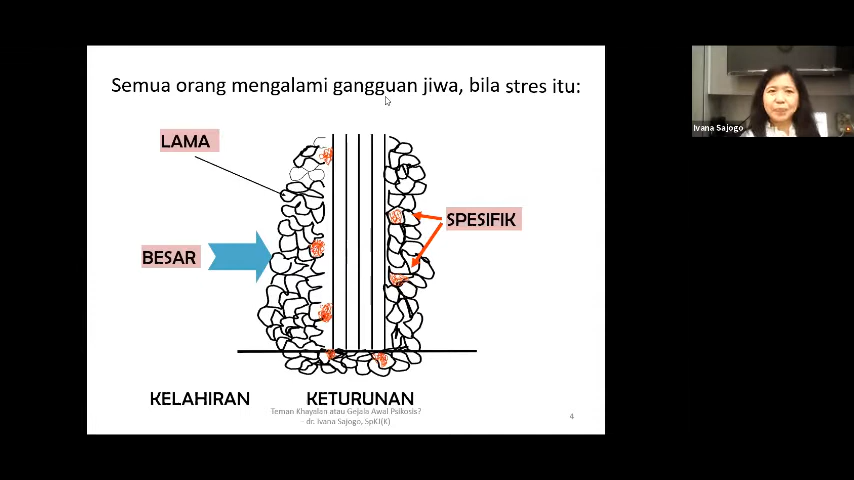 Semua orang mengalami gangguan jiwa, bila stres itu:
LAMA
SPESIFIK
BESAR
KELAHIRAN
KETURUNAN
Teman Khayalan atau Gejala Awal Psikosis?
- dr. Ivana Sajogo, SpKJ(K)
4
Ivana Sajogo